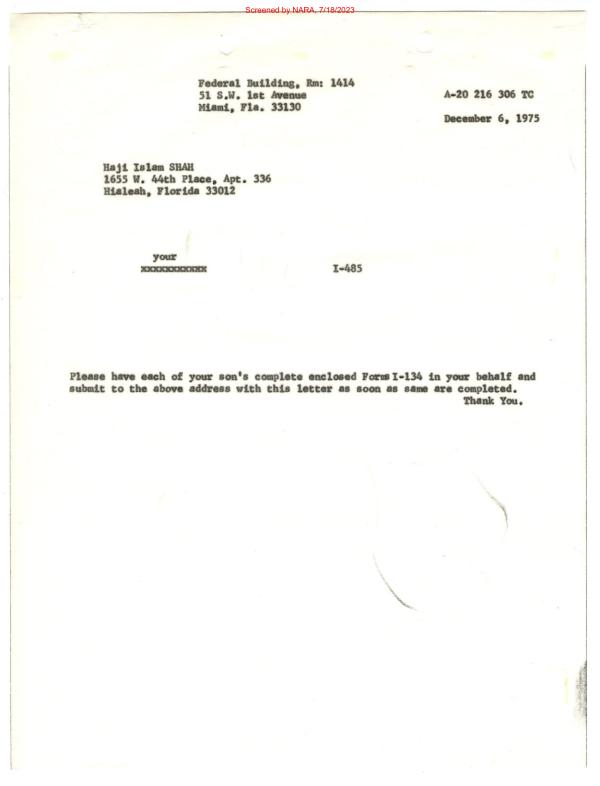 Screened by NARA, 7/18/2023
Federal Building, Rm: 1414
51 S.W. 1st Avenue
Miami, Fla. 33130
A-20 216 306 TC
December 6, 1975
Haji Islam SHAH
1655 W. 44th Place, Apt. 336
Hialeah, Florida 33012
your
xxxxxxxxxxx
I-485
Please have each of your son's complete enclosed Forms I-134 in your behalf and
submit to the above address with this letter as soon as same are completed.
Thank You.